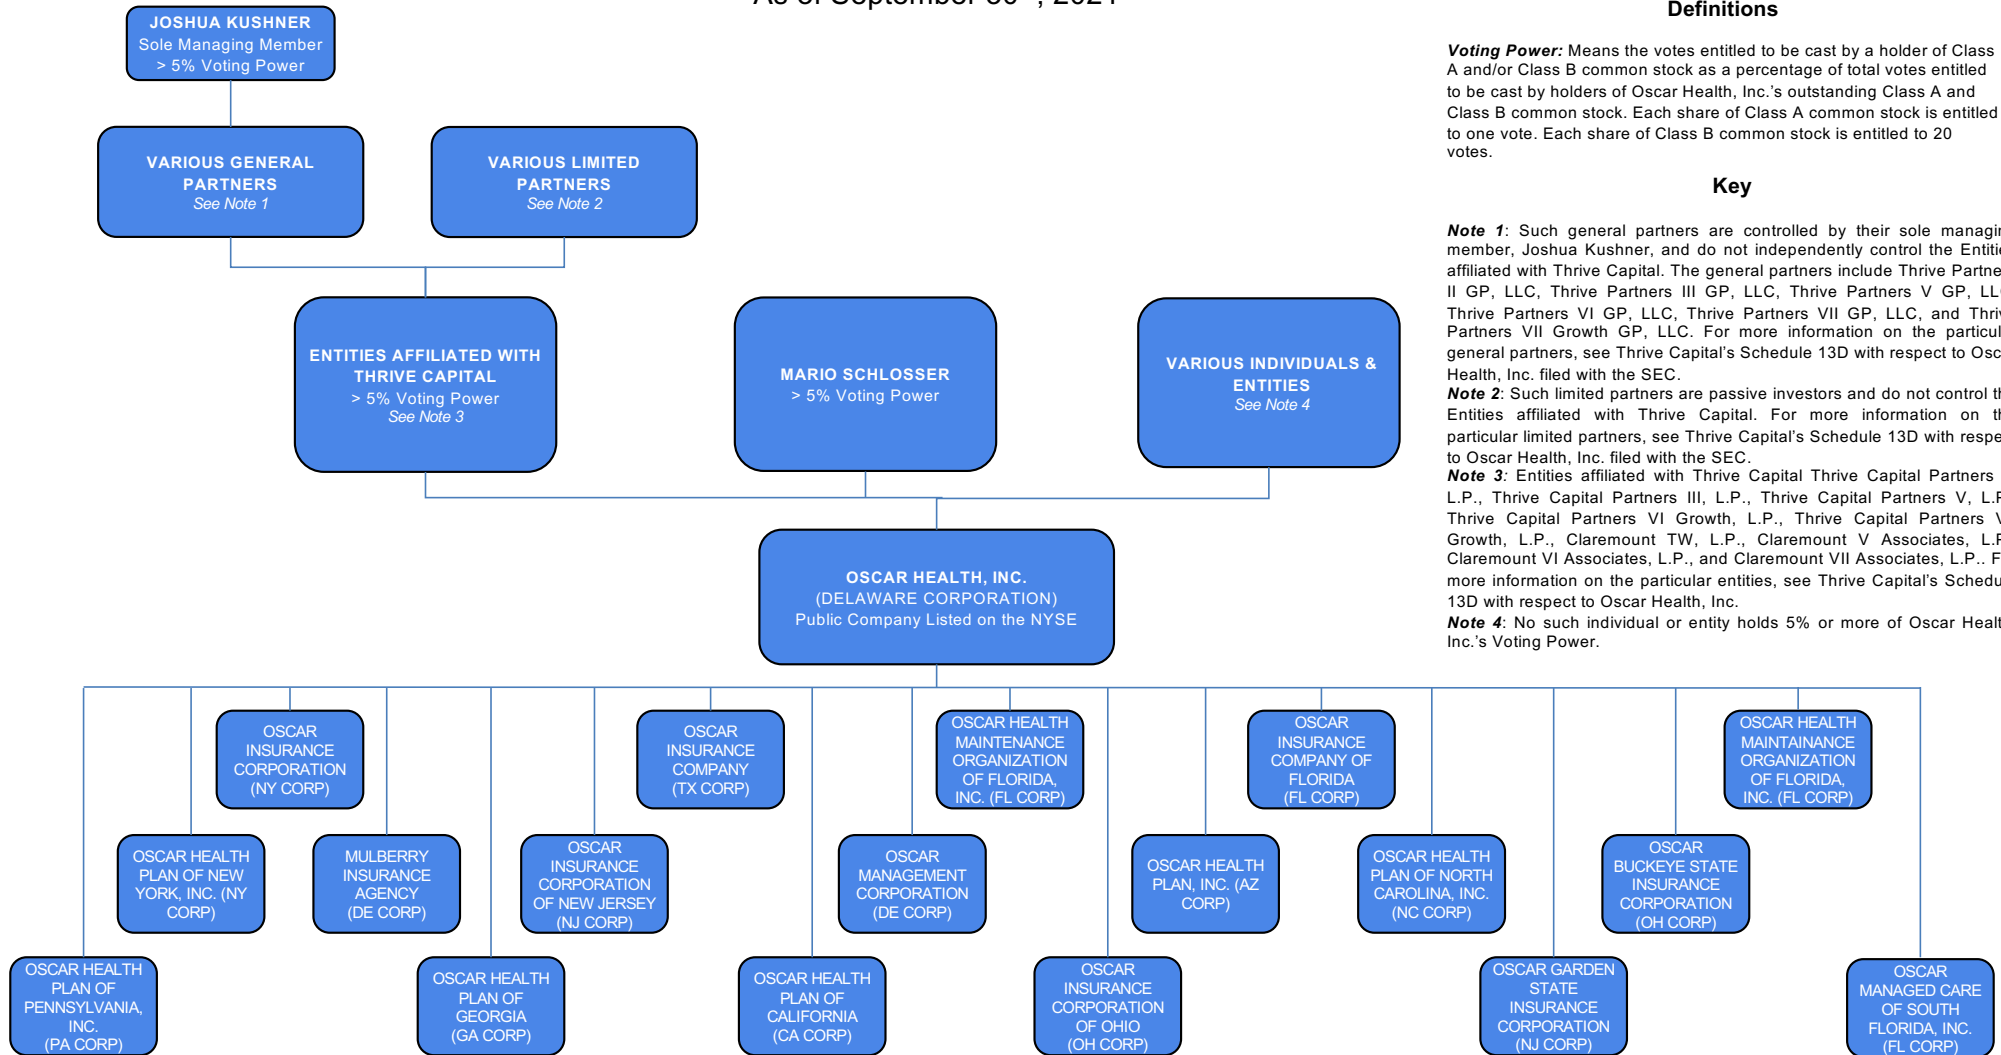 As of September 30 , 2021
JOSHUA KUSHNER
Sole Managing Member
> 5% Voting Power
VARIOUS GENERAL
PARTNERS
See Note 1
VARIOUS LIMITED
PARTNERS
See Note 2
ENTITIES AFFILIATED WITH
THRIVE CAPITAL
> 5% Voting Power
See Note 3
MARIO SCHLOSSER
> 5% Voting Power
VARIOUS INDIVIDUALS &
ENTITIES
See Note 4
OSCAR HEALTH, INC.
(DELAWARE CORPORATION)
Public Company Listed on the NYSE
OSCAR
INSURANCE
CORPORATION
(NY CORP)
OSCAR
INSURANCE
COMPANY
(TX CORP)
OSCAR HEALTH
MAINTENANCE
ORGANIZATION
OF FLORIDA,
INC. (FL CORP)
OSCAR
INSURANCE
COMPANY OF
FLORIDA
(FL CORP)
OSCAR HEALTH
MAINTAINANCE
ORGANIZATION
OF FLORIDA,
INC. (FL CORP)
OSCAR HEALTH
PLAN OF NEW
YORK, INC. (NY
CORP)
MULBERRY
INSURANCE
AGENCY
(DE CORP)
OSCAR
INSURANCE
CORPORATION
OF NEW JERSEY
(NJ CORP)
OSCAR
MANAGEMENT
CORPORATION
(DE CORP)
OSCAR HEALTH
PLAN, INC. (AZ
CORP)
OSCAR HEALTH
PLAN OF NORTH
CAROLINA, INC.
(NC CORP)
OSCAR
BUCKEYE STATE
INSURANCE
CORPORATION
(OH CORP)
OSCAR HEALTH
PLAN OF
PENNSYLVANIA,
INC.
(PA CORP)
OSCAR HEALTH
PLAN OF
GEORGIA
(GA CORP)
OSCAR HEALTH
PLAN OF
CALIFORNIA
(CA CORP)
OSCAR
INSURANCE
CORPORATION
OF OHIO
(OH CORP)
OSCAR GARDEN
STATE
INSURANCE
CORPORATION
(NJ CORP)
OSCAR
MANAGED CARE
OF SOUTH
FLORIDA, INC.
(FL CORP)
Definitions
Voting Power: Means the votes entitled to be cast by a holder of Class
A and/or Class B common stock as a percentage of total votes entitled
to be cast by holders of Oscar Health, Inc.'s outstanding Class A and
Class B common stock. Each share of Class A common stock is entitled
to one vote. Each share of Class B common stock is entitled to 20
votes.
Key
Note 1: Such general partners are controlled by their sole managin
member, Joshua Kushner, and do not independently control the Entitie
affiliated with Thrive Capital. The general partners include Thrive Partne
II GP, LLC, Thrive Partners III GP, LLC, Thrive Partners V GP, LLC
Thrive Partners VI GP, LLC, Thrive Partners VII GP, LLC, and Thriv
Partners VII Growth GP, LLC. For more information on the particul
general partners, see Thrive Capital's Schedule 13D with respect to Osc
Health, Inc. filed with the SEC.
Note 2: Such limited partners are passive investors and do not control th
Entities affiliated with Thrive Capital. For more information on th
particular limited partners, see Thrive Capital's Schedule 13D with respe
to Oscar Health, Inc. filed with the SEC.
Note 3: Entities affiliated with Thrive Capital Thrive Capital Partners
L.P., Thrive Capital Partners III, L.P., Thrive Capital Partners V, L.P
Thrive Capital Partners VI Growth, L.P., Thrive Capital Partners V
Growth, L.P., Claremount TW, L.P., Claremount V Associates, L.P
Claremount VI Associates, L.P., and Claremount VII Associates, L.P.. F
more information on the particular entities, see Thrive Capital's Schedu
13D with respect to Oscar Health, Inc.
Note 4: No such individual or entity holds 5% or more of Oscar Healt
Inc.'s Voting Power.